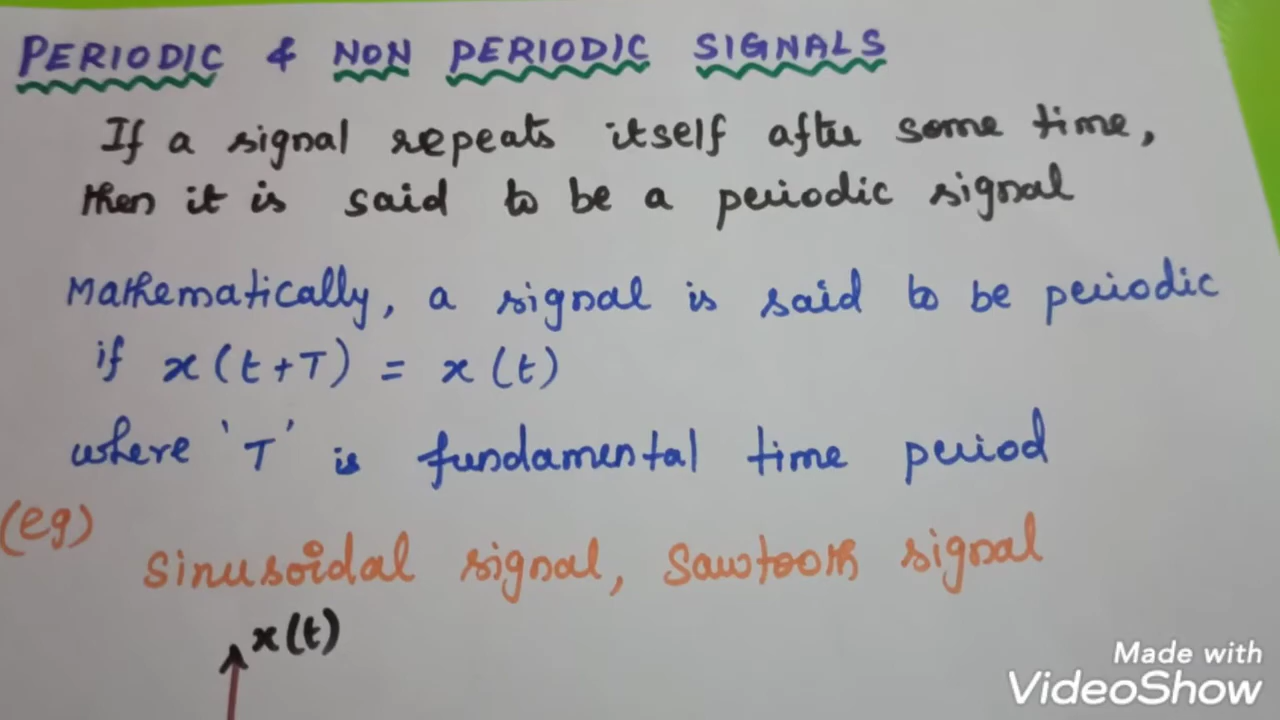 PERIODIC & NON PERIODIC SIGNALS
If a signal repeats itself after some time,
then it is said to be a periodic signal
Mathematically, a signal is said to be periodic
if x(t+T) = x(t)
where 'T' is fundamental time period
(eg)
Sinusoidal signal, Sawtooth signal
x(t)
Made with
VideoShow